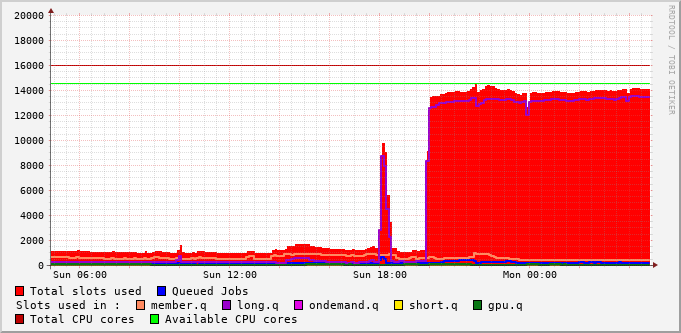 RRDTOOL / TOBI OETIKER
20000
18000
16000
14000
12000
10000
8000
6000
4000
2000
0
Sun 06:00 Sun 12:00 Sun 18:00 Mon 00:00
Total slots used Queued Jobs
Slots used in : member.q long.q ondemand.q short.q gpu.q
Total CPU cores Available CPU cores